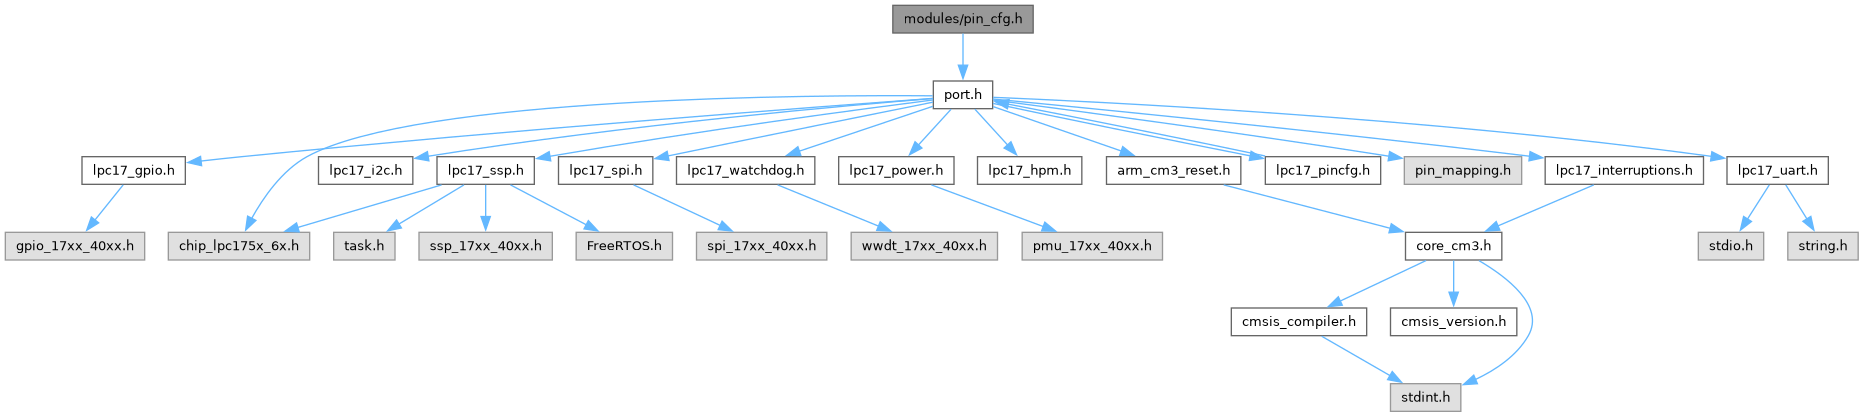 modules/pin_cfg.h
port.h
lpc17_gpio.h
lpc17_i2c.h
lpc17_ssp.h
lpc17_spi.h
lpc17_watchdog.h
lpc17_power.h
lpc17_hpm.h
arm_cm3_reset.h
lpc17_pincfg.h
pin_mapping.h
lpc17_interruptions.h
lpc17_uart.h
gpio_17xx_40xx.h
chip_lpc175x_6x.h
task.h
ssp_17xx_40xx.h
FreeRTOS.h
spi_17xx_40xx.h
wwdt_17xx_40xx.h
pmu_17xx_40xx.h
core_cm3.h
stdio.h
string.h
cmsis_compiler.h
cmsis_version.h
stdint.h